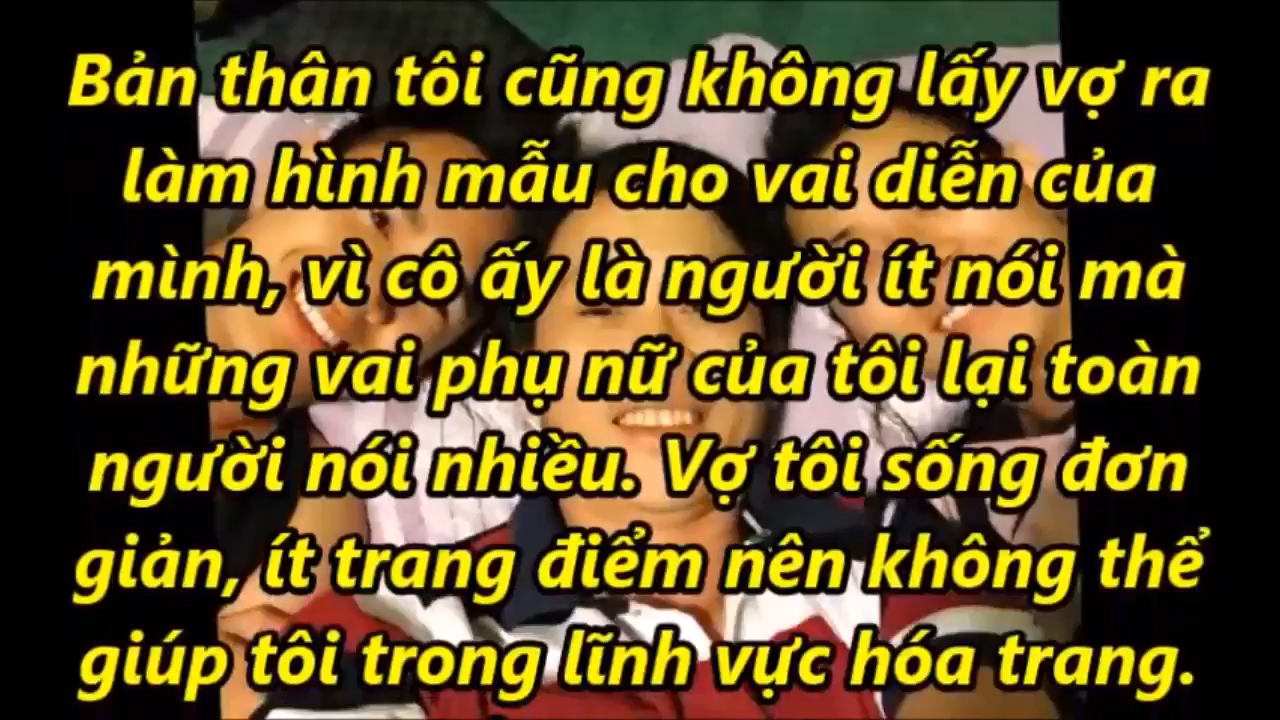 Bản thân tôi cũng không lấy vợ ra
làm hình mẫu cho vai diễn của
mình, vì cô ấy là người ít nói mà
những vai phụ nữ của tôi lại toàn
người nói nhiều. Vợ tôi sống đơn
giản, ít trang điểm nên không thể
giúp tôi trong lĩnh vực hóa trang.